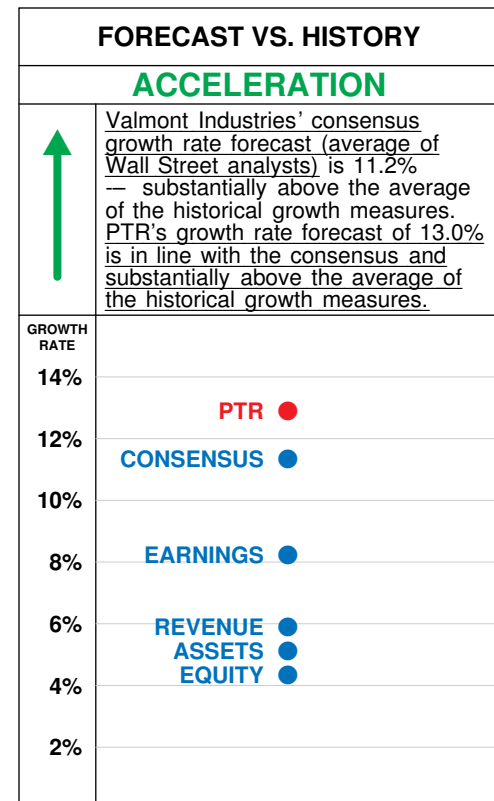 FORECAST VS. HISTORY
ACCELERATION
Valmont Industries' consensus
growth rate forecast (average of
Wall Street analysts) is 11.2%
-– substantially above the average
of the historical growth measures.
PTR's growth rate forecast of 13.0%
is in line with the consensus and
substantially above the average of
the historical growth measures.
GROWTH
RATE
14%
PTR
12%
CONSENSUS
10%
EARNINGS
8%
6%
REVENUE
ASSETS
EQUITY
4%
2%